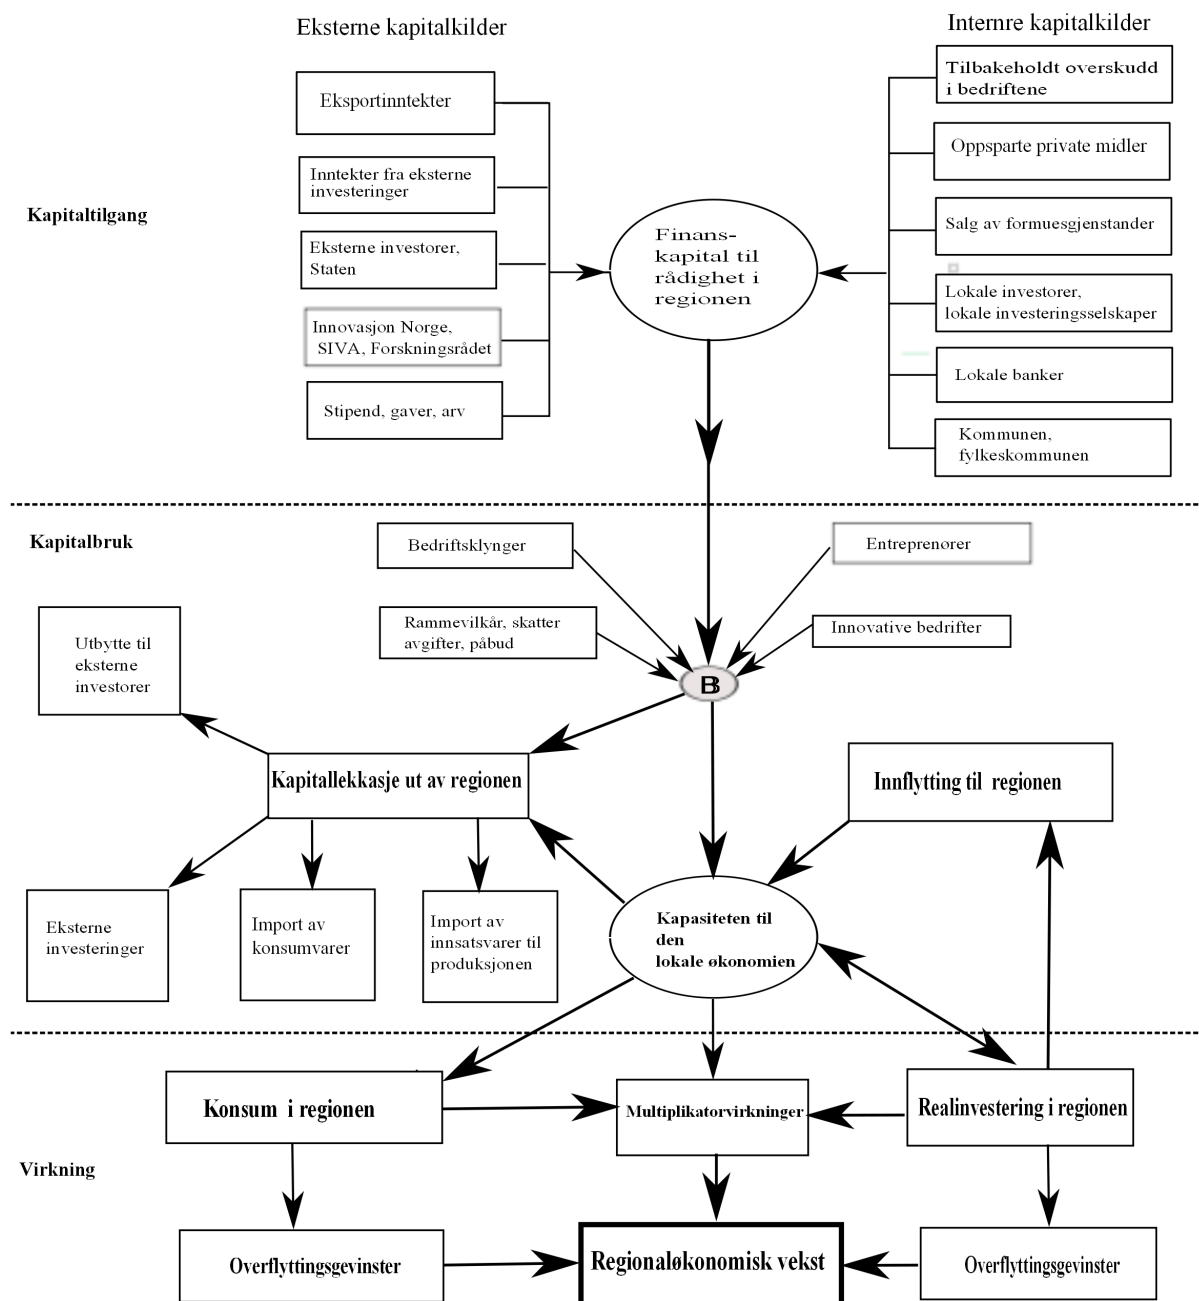 Eksterne kapitalkilder
Internre kapitalkilder
Eksportinntekter
Inntekter fra eksterne
investeringer
Eksterne investorer,
Staten
Innovasjon Norge,
SIVA, Forskningsrådet
Stipend, gaver, arv
Kapitaltilgang
Finans-
kapital til
rådighet i
regionen
Tilbakeholdt overskudd
i bedriftene
Oppsparte private midler
Salg av formuesgjenstander
Lokale investorer,
lokale investeringsselskaper
Lokale banker
Kommunen,
fylkeskommunen
Kapitalbruk
Bedriftsklynger
Entreprenører
Rammevilkår, skatter
avgifter, påbud
Innovative bedrifter
B
Utbytte til
eksterne
investorer
Kapitallekkasje ut av regionen
Innflytting til regionen
Eksterne
investeringer
Import av
konsumvarer
Import av
innsatsvarer til
produksjonen
Kapasiteten til
den
lokale økonomien
Konsum i regionen
Multiplikatorvirkninger
Realinvestering i regionen
Virkning
Overflyttingsgevinster
Regionaløkonomisk vekst
Overflyttingsgevinster